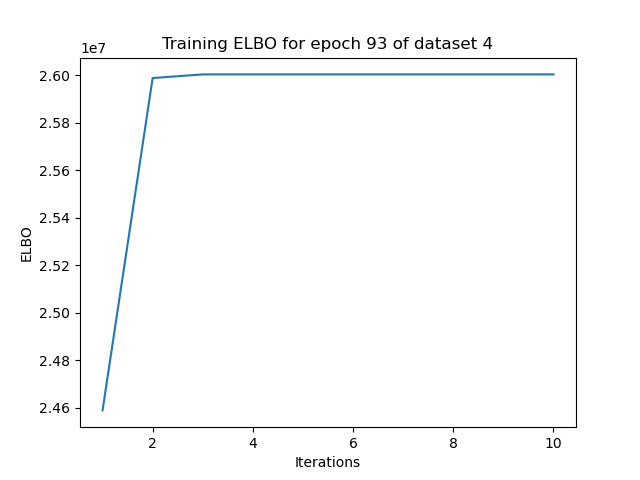 Training ELBO for epoch 93 of dataset 4
1e7
2.60
2.58
2.56
2.54
2.52
2.50
2.48
2.46
ELBO
2 4 6 8 10
Iterations